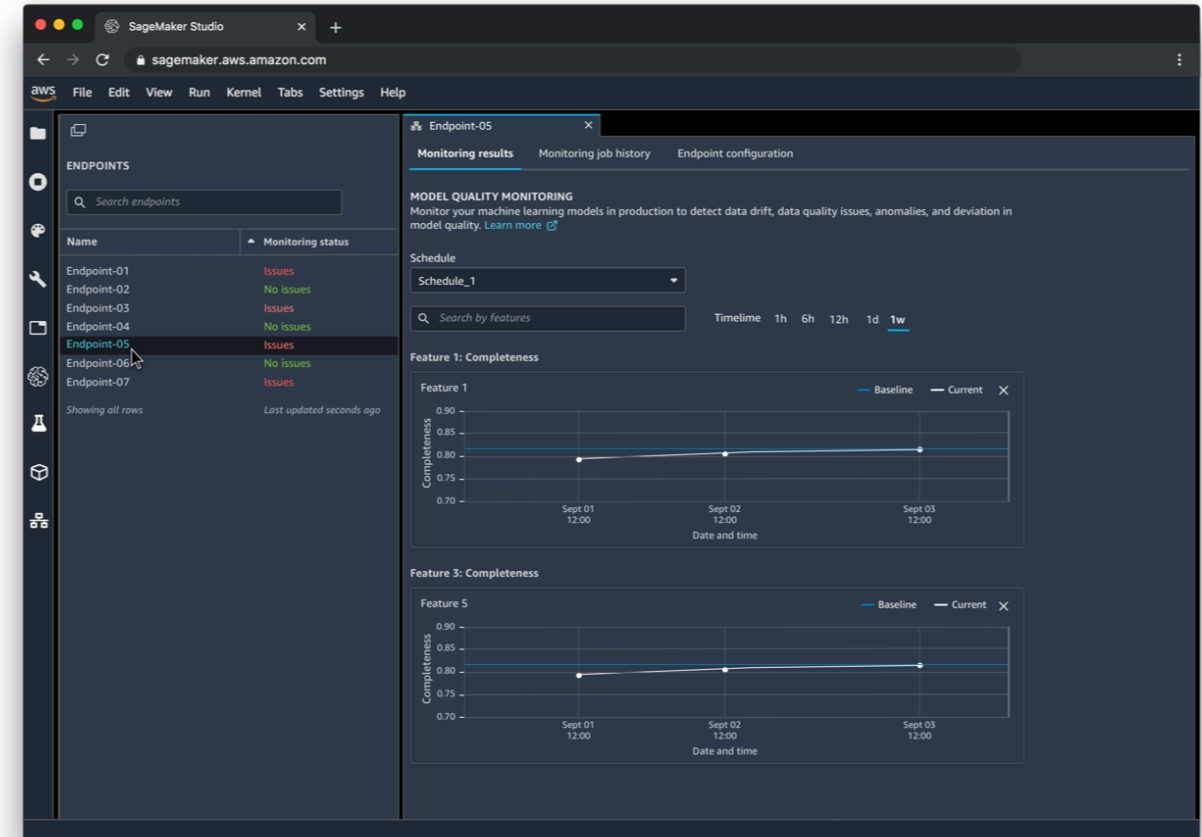 SageMaker Studio
sagemaker.aws.amazon.com
aws File Edit View Run Kernel Tabs Settings Help
ENDPOINTS
Search endpoints
Name Monitoring status
Endpoint-01 Issues
Endpoint-02 No issues
Endpoint-03 Issues
Endpoint-04 No issues
Endpoint-05 Issues
Endpoint-06 No issues
Endpoint-07 Issues
Showing all rows Last updated seconds ago
Endpoint-05
Monitoring results Monitoring job history Endpoint configuration
MODEL QUALITY MONITORING
Monitor your machine learning models in production to detect data drift, data quality issues, anomalies, and deviation in
model quality. Learn more
Schedule
Schedule_1
Search by features
Timelime 1h 6h 12h 1d 1w
Feature 1: Completeness
Feature 1 Baseline Current
Completeness
0.90
0.85
0.80
0.75
0.70
Sept 01 Sept 02 Sept 03
12:00 12:00 12:00
Date and time
Feature 3: Completeness
Feature 5 Baseline Current
Completeness
0.90
0.85
0.80
0.75
0.70
Sept 01 Sept 02 Sept 03
12:00 12:00 12:00
Date and time